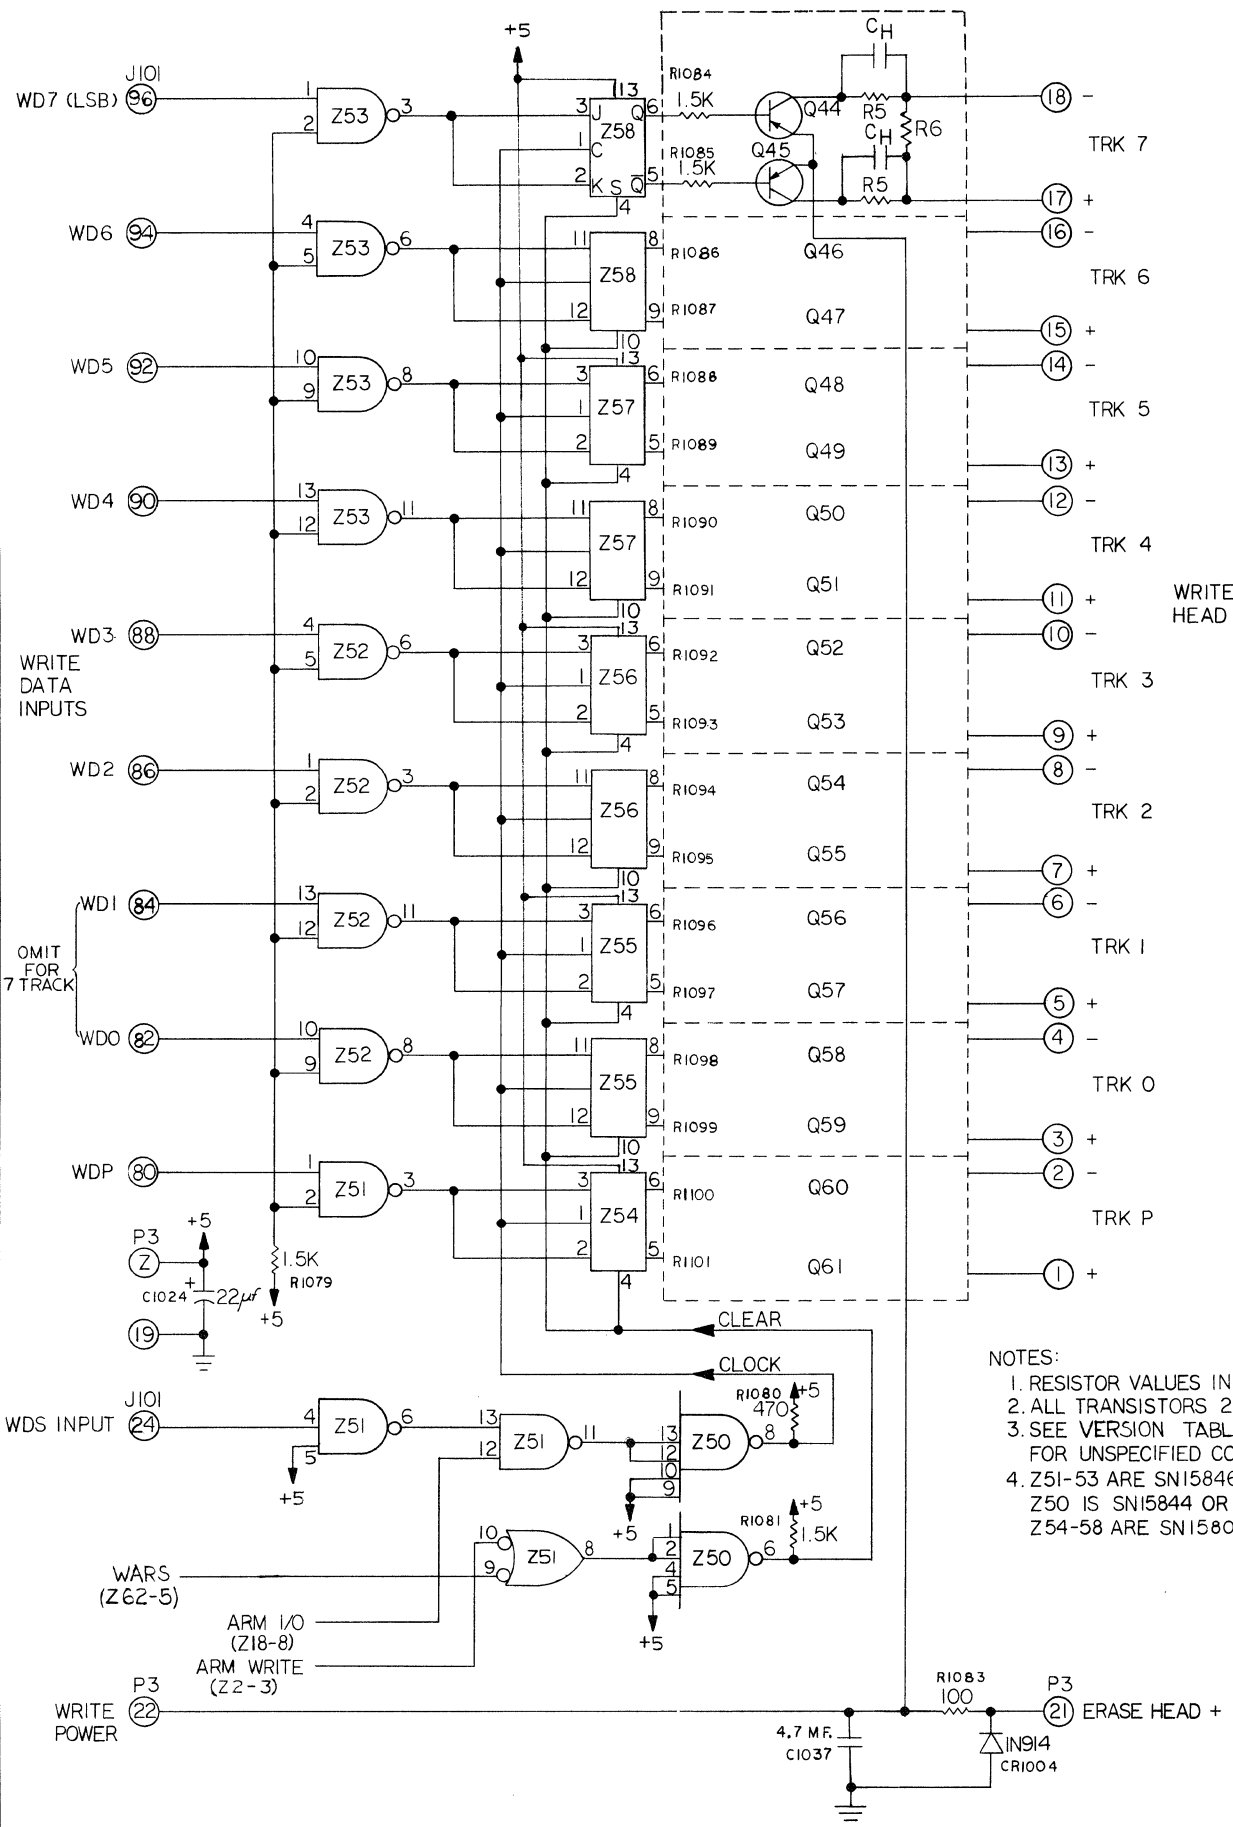 +5
J101
WD7 (LSB) 96
1
2
Z53
3
3 J
1 C
2 K
S
Z58
13
Q 6
Q̅ 5
4
R1084
1.5K
R1085
1.5K
Q44
Q45
CH
R5
R6
CH
R5
18 -
TRK 7
17 +
WD6 94
4
5
Z53
6
11
12
Z58
8
9
10
R1086
R1087
Q46
Q47
16 -
TRK 6
15 +
WD5 92
10
9
Z53
8
3
1
2
Z57
13
6
5
4
R1088
R1089
Q48
Q49
14 -
TRK 5
13 +
WD4 90
13
12
Z53
11
11
12
Z57
8
9
10
R1090
R1091
Q50
Q51
12 -
TRK 4
11 +
WRITE
HEAD
WD3 88
WRITE
DATA
INPUTS
4
5
Z52
6
3
1
2
Z56
13
6
5
4
R1092
R1093
Q52
Q53
10 -
TRK 3
9 +
WD2 86
1
2
Z52
3
11
12
Z56
8
9
10
R1094
R1095
Q54
Q55
8 -
TRK 2
7 +
WD1 84
OMIT
FOR
7 TRACK
13
12
Z52
11
3
1
2
Z55
13
6
5
4
R1096
R1097
Q56
Q57
6 -
TRK 1
5 +
WD0 82
10
9
Z52
8
11
12
Z55
8
9
10
R1098
R1099
Q58
Q59
4 -
TRK 0
3 +
WDP 80
1
2
Z51
3
3
1
2
Z54
13
6
5
4
R1100
R1101
Q60
Q61
2 -
TRK P
1 +
P3
Z
+5
+
C1024 22µf
19
1.5K
R1079
+5
CLEAR
CLOCK
J101
WDS INPUT 24
4
5
+5
Z51
6
13
12
Z51
11
13
12
10
9
+5
Z50
8
R1080
470
+5
10
9
Z51
8
1
2
4
5
+5
Z50
6
R1081
1.5K
+5
WARS
(Z62-5)
ARM I/O
(Z18-8)
ARM WRITE
(Z2-3)
NOTES:
1. RESISTOR VALUES IN
2. ALL TRANSISTORS 2
3. SEE VERSION TABL
FOR UNSPECIFIED CO
4. Z51-53 ARE SN15846
Z50 IS SN15844 OR
Z54-58 ARE SN1580
P3
WRITE
POWER
22
4.7 MF.
C1037
R1083
100
1N914
CR1004
P3
21 ERASE HEAD +